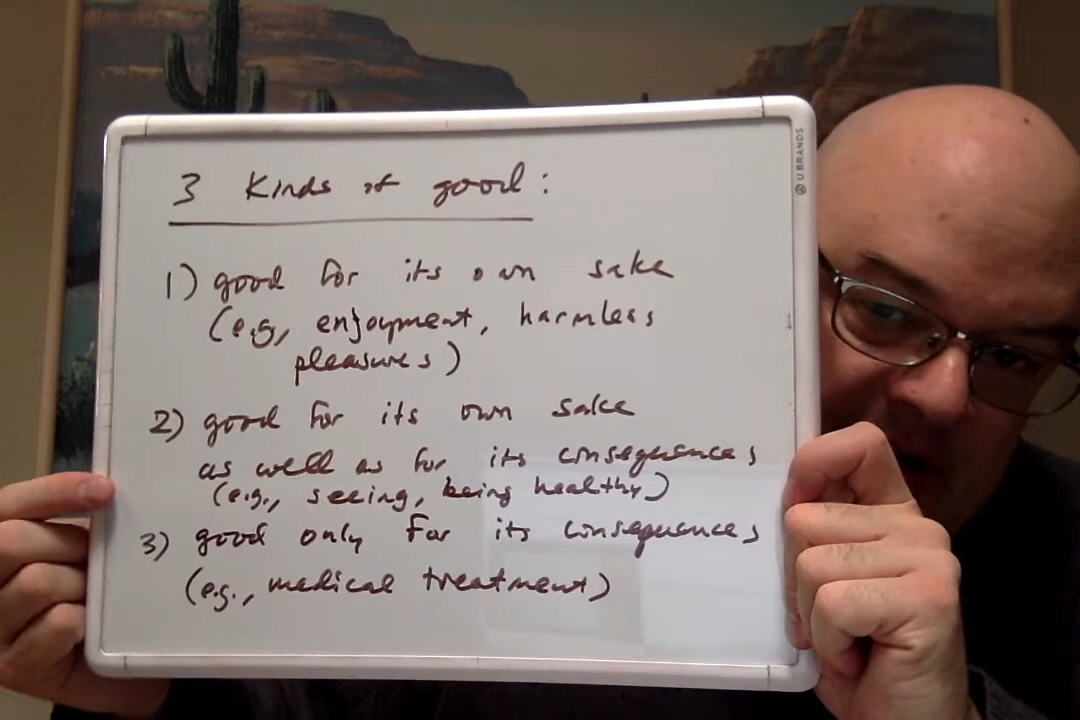 3 Kinds of good:
1) good for its own sake
(e.g., enjoyment, harmless
pleasures)
2) good for its own sake
as well as for its consequences
(e.g., seeing, being healthy)
3) good only for its consequences
(e.g., medical treatment)
U BRANDS